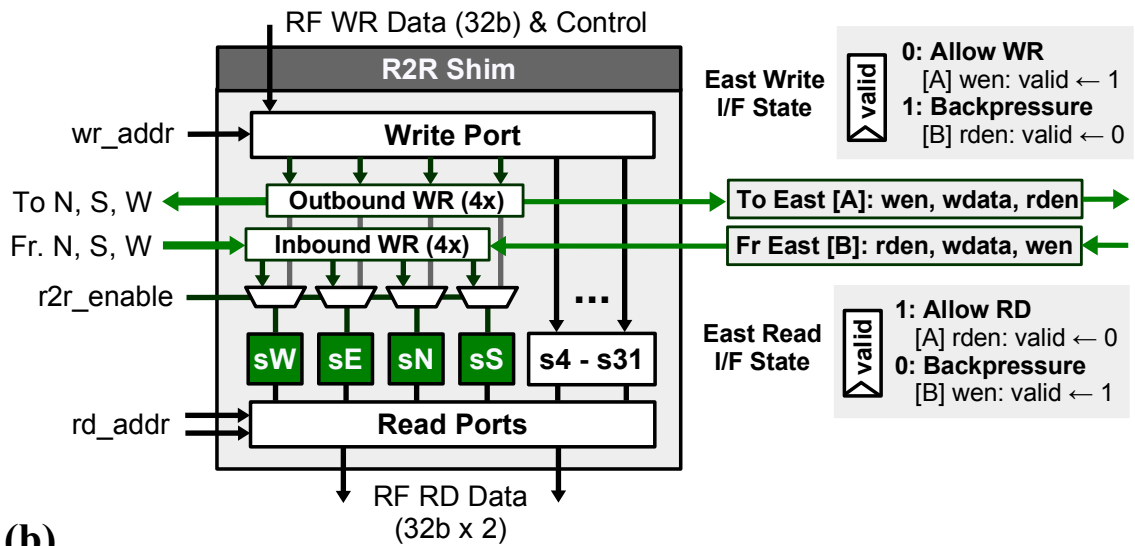 RF WR Data (32b) & Control
R2R Shim
wr_addr
Write Port
To N, S, W
Outbound WR (4x)
To East [A]: wen, wdata, rden
Fr. N, S, W
Inbound WR (4x)
Fr East [B]: rden, wdata, wen
r2r_enable
...
sW
sE
sN
sS
s4 - s31
rd_addr
Read Ports
RF RD Data
(32b x 2)
East Write
I/F State
valid
0: Allow WR
[A] wen: valid ← 1
1: Backpressure
[B] rden: valid ← 0
East Read
I/F State
valid
1: Allow RD
[A] rden: valid ← 0
0: Backpressure
[B] wen: valid ← 1
(b)